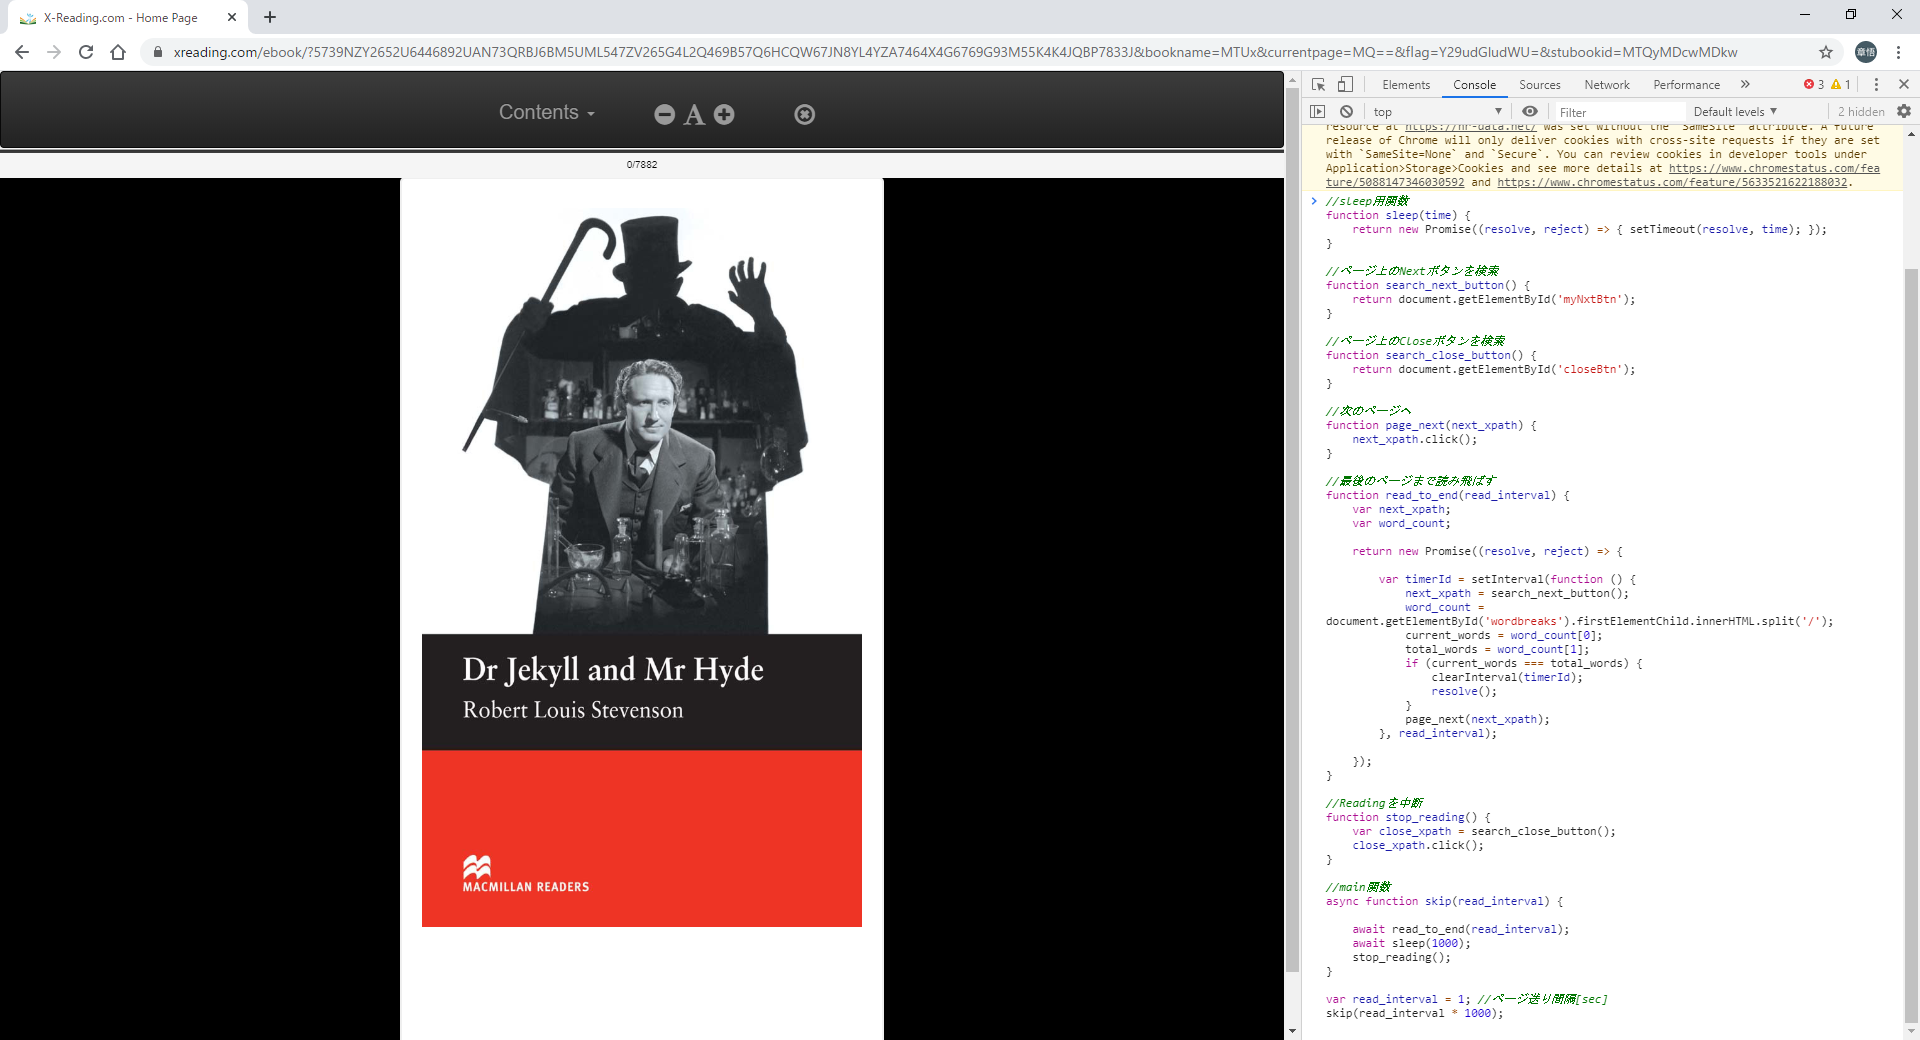 X-Reading.com - Home Page
xreading.com/ebook/?5739NZY2652U6446892UAN73QRBJ6BM5UML547ZV265G4L2Q469B57Q6HCQW67JN8YL4YZA7464X4G6769G93M55K4K4JQBP7833J&bookname=MTUx&currentpage=MQ==&flag=Y29udGludWU=&stubookid=MTQyMDcwMDkw
章悟
Contents
A
0/7882
Dr Jekyll and Mr Hyde
Robert Louis Stevenson
MACMILLAN READERS
Elements Console Sources Network Performance » 3 1
top Filter Default levels 2 hidden
resource at https://nr-data.net/ was set without the `SameSite` attribute. A future
release of Chrome will only deliver cookies with cross-site requests if they are set
with `SameSite=None` and `Secure`. You can review cookies in developer tools under
Application>Storage>Cookies and see more details at https://www.chromestatus.com/fea
ture/5088147346030592 and https://www.chromestatus.com/feature/5633521622188032.
//sleep用関数
function sleep(time) {
return new Promise((resolve, reject) => { setTimeout(resolve, time); });
}
//ページ上のNextボタンを検索
function search_next_button() {
return document.getElementById('myNxtBtn');
}
//ページ上のCloseボタンを検索
function search_close_button() {
return document.getElementById('closeBtn');
}
//次のページへ
function page_next(next_xpath) {
next_xpath.click();
}
//最後のページまで読み飛ばす
function read_to_end(read_interval) {
var next_xpath;
var word_count;
return new Promise((resolve, reject) => {
var timerId = setInterval(function () {
next_xpath = search_next_button();
word_count =
document.getElementById('wordbreaks').firstElementChild.innerHTML.split('/');
current_words = word_count[0];
total_words = word_count[1];
if (current_words === total_words) {
clearInterval(timerId);
resolve();
}
page_next(next_xpath);
}, read_interval);
});
}
//Readingを中断
function stop_reading() {
var close_xpath = search_close_button();
close_xpath.click();
}
//main関数
async function skip(read_interval) {
await read_to_end(read_interval);
await sleep(1000);
stop_reading();
}
var read_interval = 1; //ページ送り間隔[sec]
skip(read_interval * 1000);